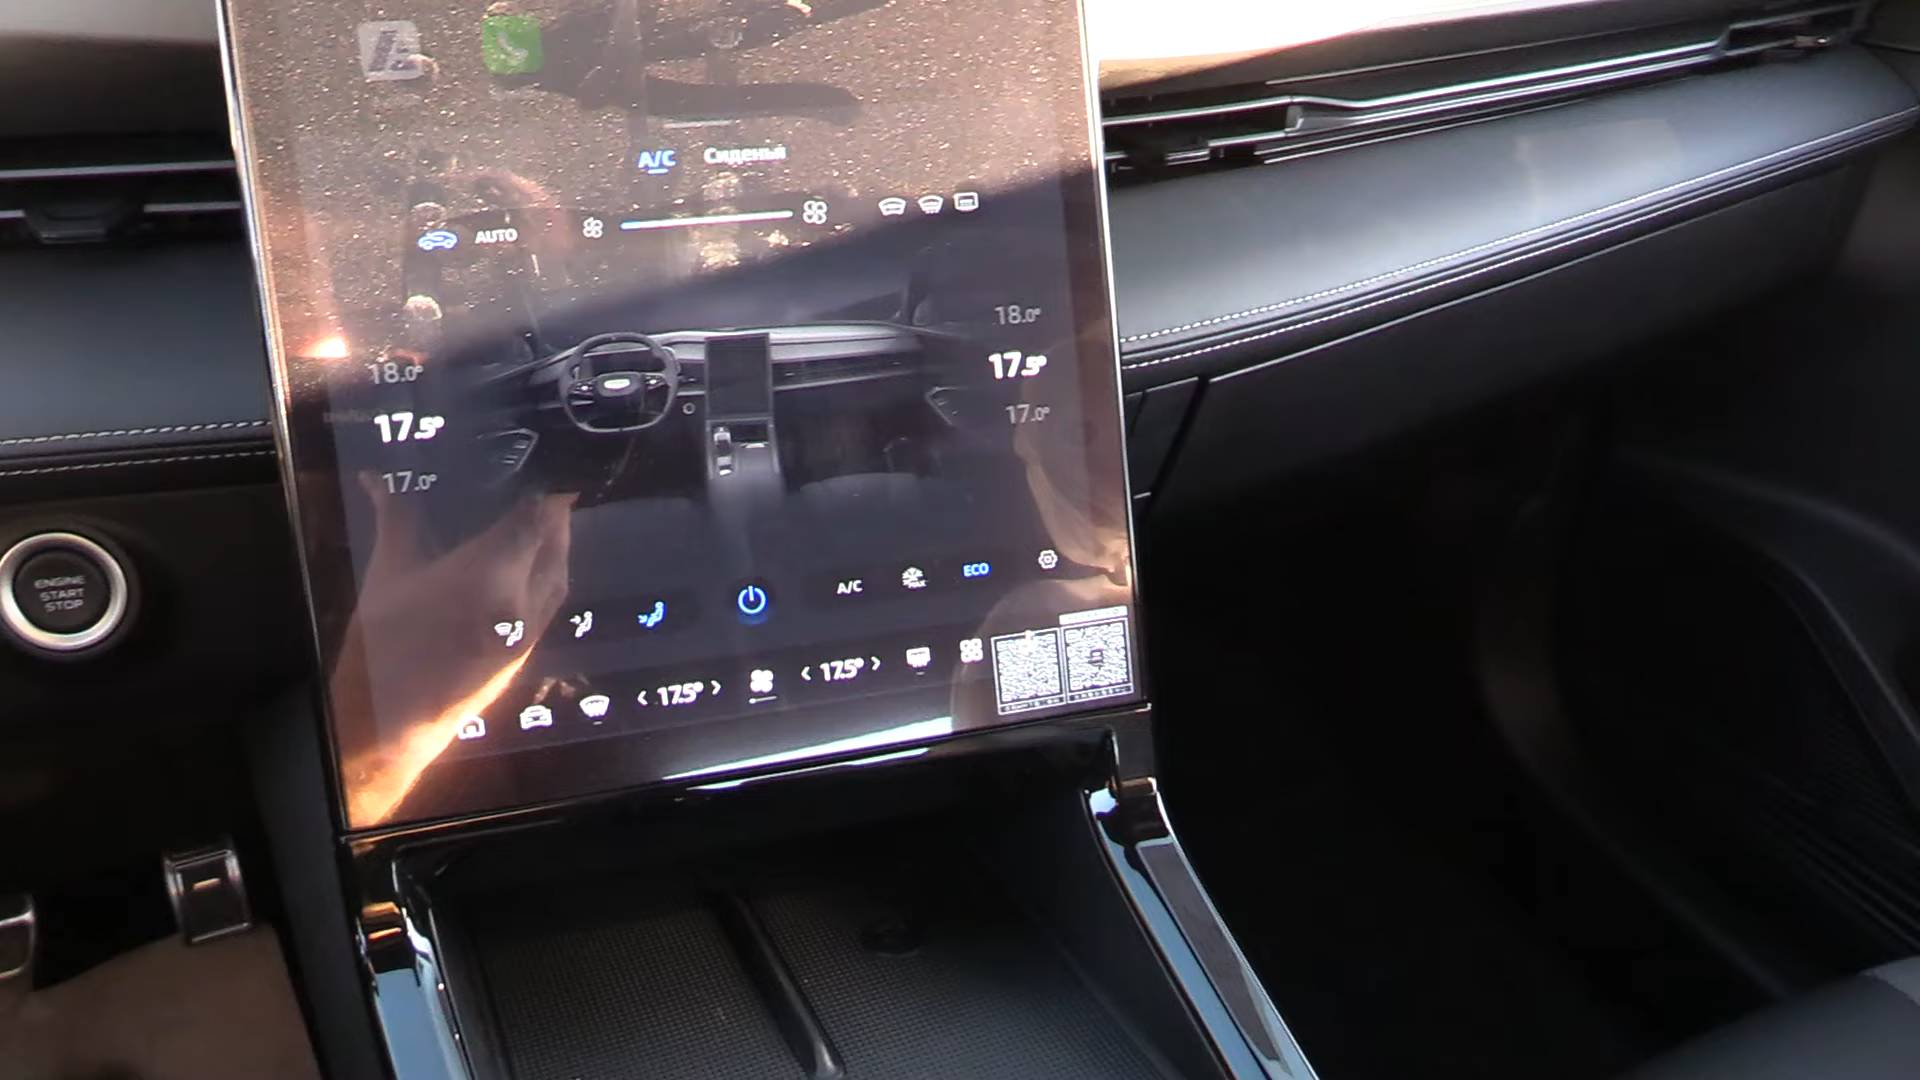 A/C Сиденья
AUTO
18.0°
18.0°
17.5°
17.5°
17.0°
17.0°
ENGINE
START
STOP
A/C
MAX
ECO
< 17.5° >
< 17.5° >